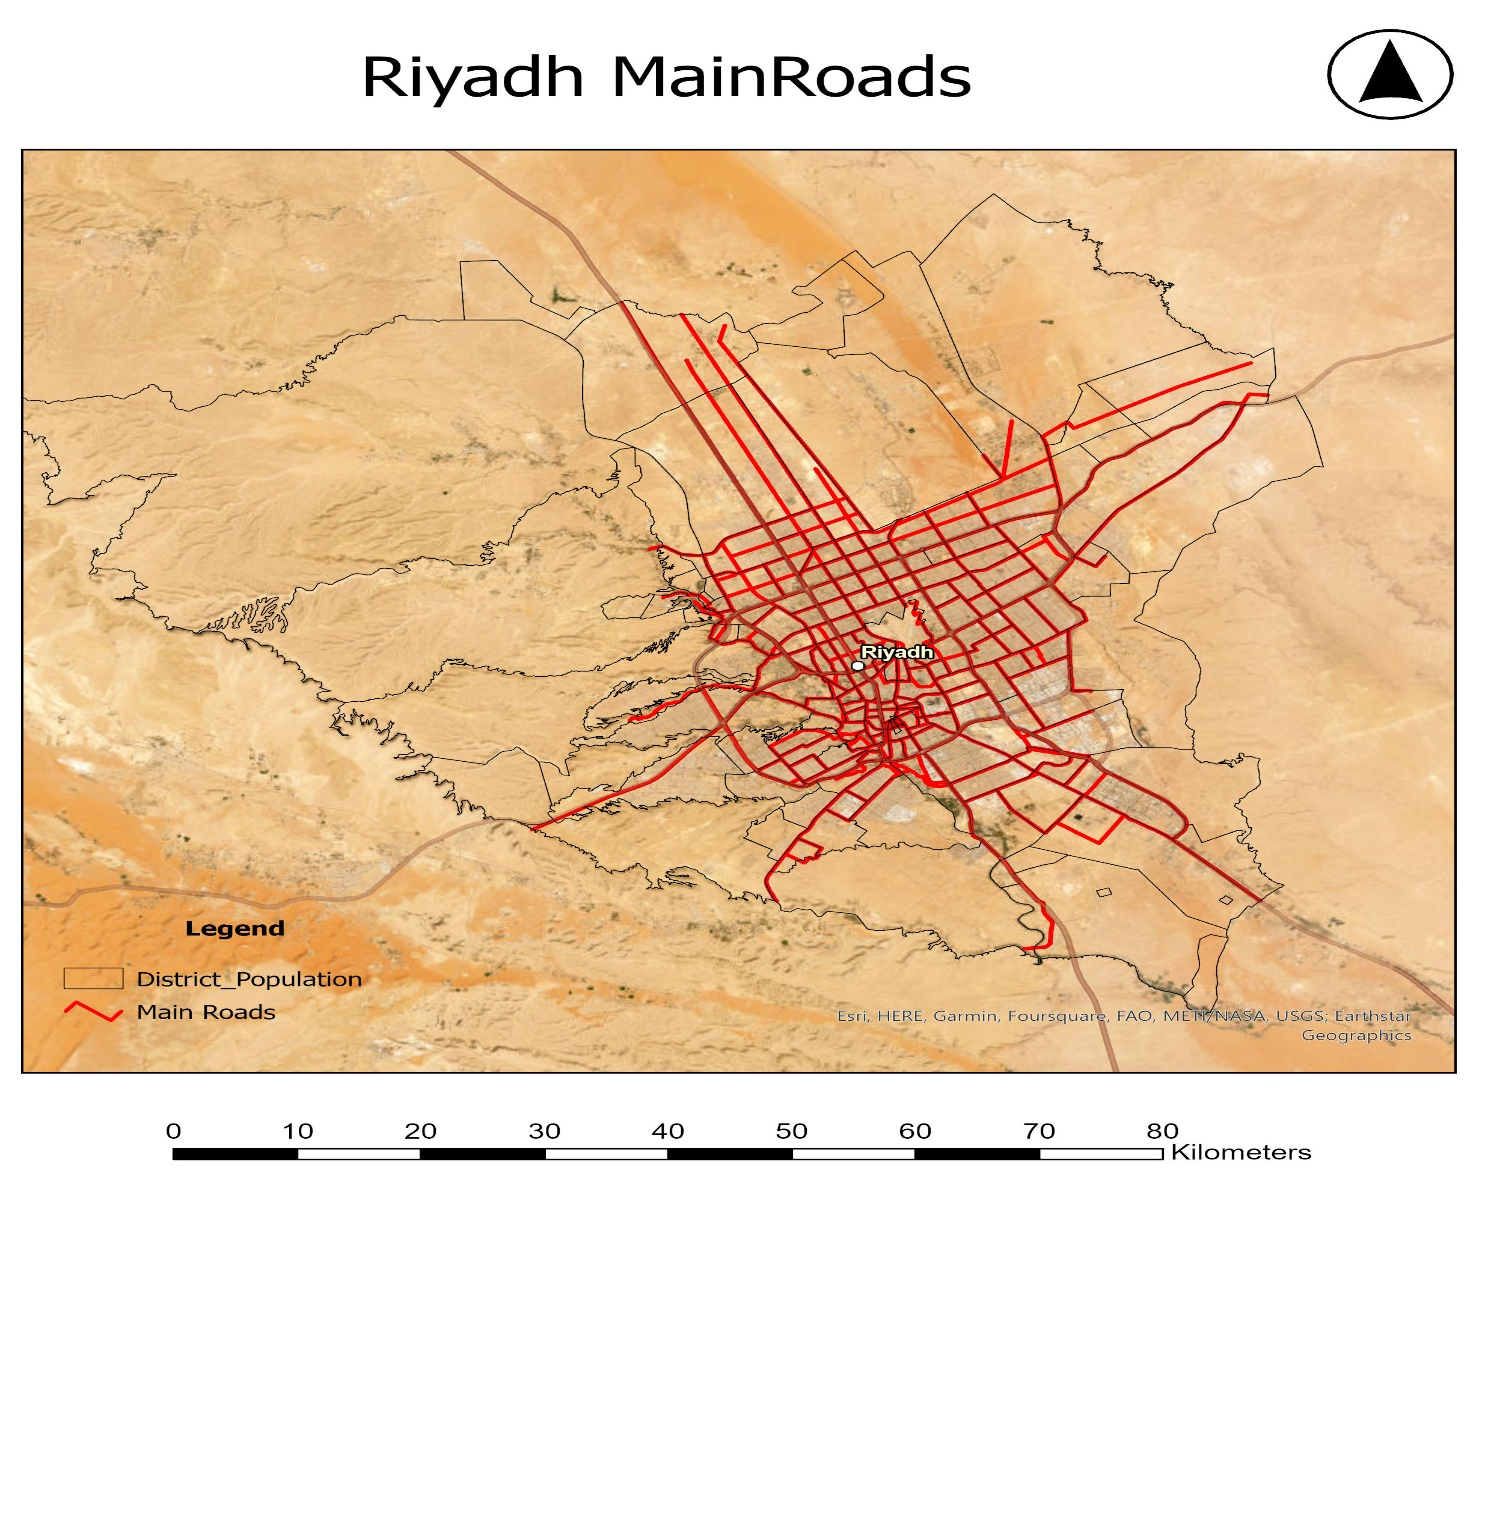 Riyadh MainRoads
Riyadh
Legend
District_Population
Main Roads
Esri, HERE, Garmin, Foursquare, FAO, METI/NASA, USGS; Earthstar
Geographics
0 10 20 30 40 50 60 70 80
Kilometers